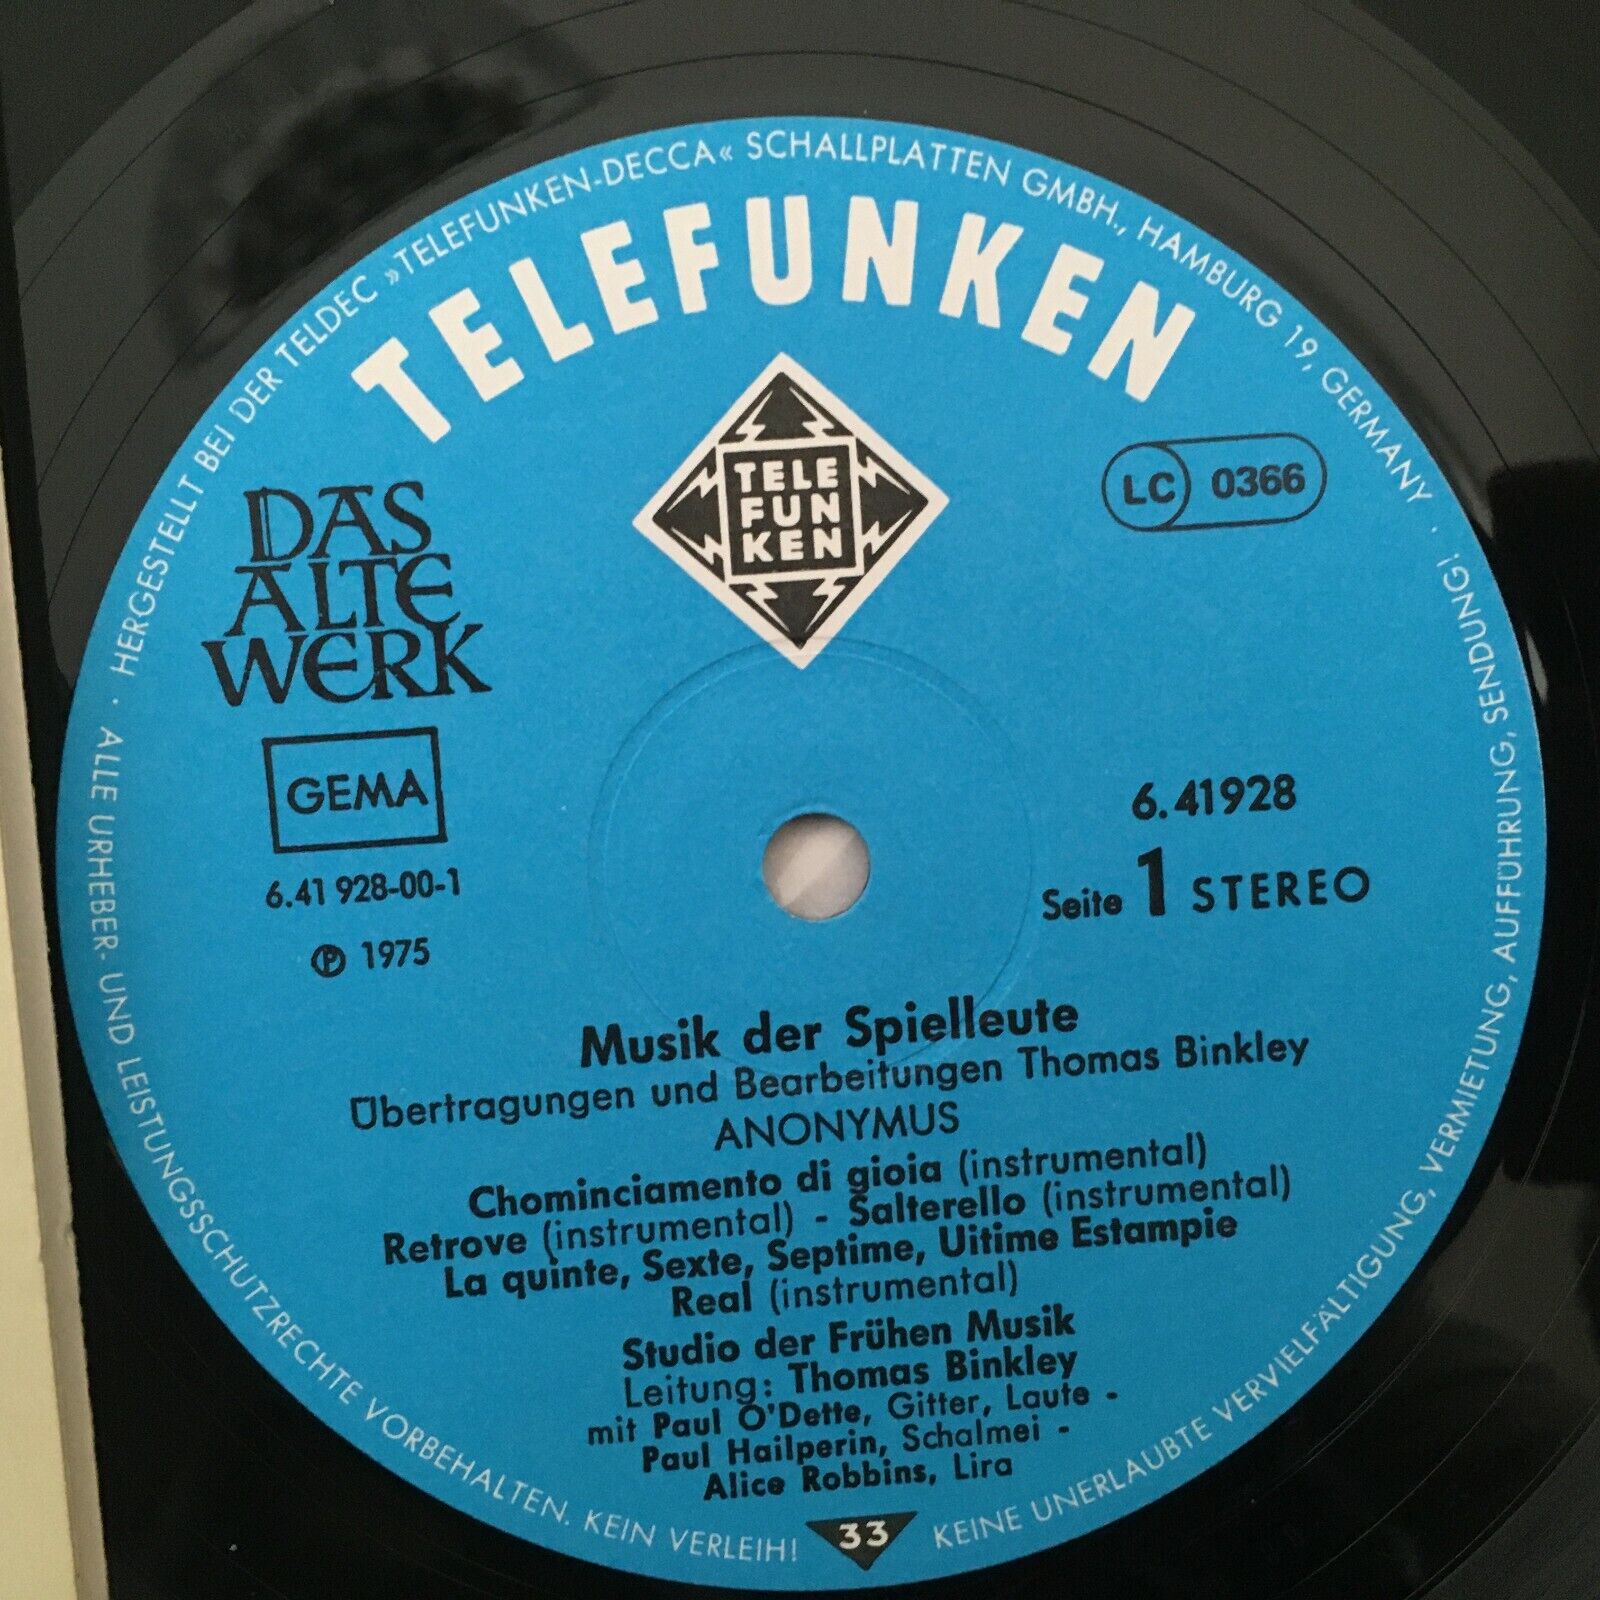 HERGESTELLT BEI DER TELDEC »TELEFUNKEN-DECCA« SCHALLPLATTEN GMBH., HAMBURG 19, GERMANY ·
TELEFUNKEN
TELE
FUN
KEN
LC 0366
DAS
ALTE
WERK
GEMA
6.41 928-00-1
Ⓟ 1975
6.41928
Seite 1 STEREO
Musik der Spielleute
Übertragungen und Bearbeitungen Thomas Binkley
ANONYMUS
Chominciamento di gioia (instrumental)
Retrove (instrumental) - Salterello (instrumental)
La quinte, Sexte, Septime, Uitime Estampie
Real (instrumental)
Studio der Frühen Musik
Leitung: Thomas Binkley
mit Paul O'Dette, Gitter, Laute -
Paul Hailperin, Schalmei -
Alice Robbins, Lira
33
· ALLE URHEBER- UND LEISTUNGSSCHUTZRECHTE VORBEHALTEN. KEIN VERLEIH! KEINE UNERLAUBTE VERVIELFÄLTIGUNG, VERMIETUNG, AUFFÜHRUNG, SENDUNG!